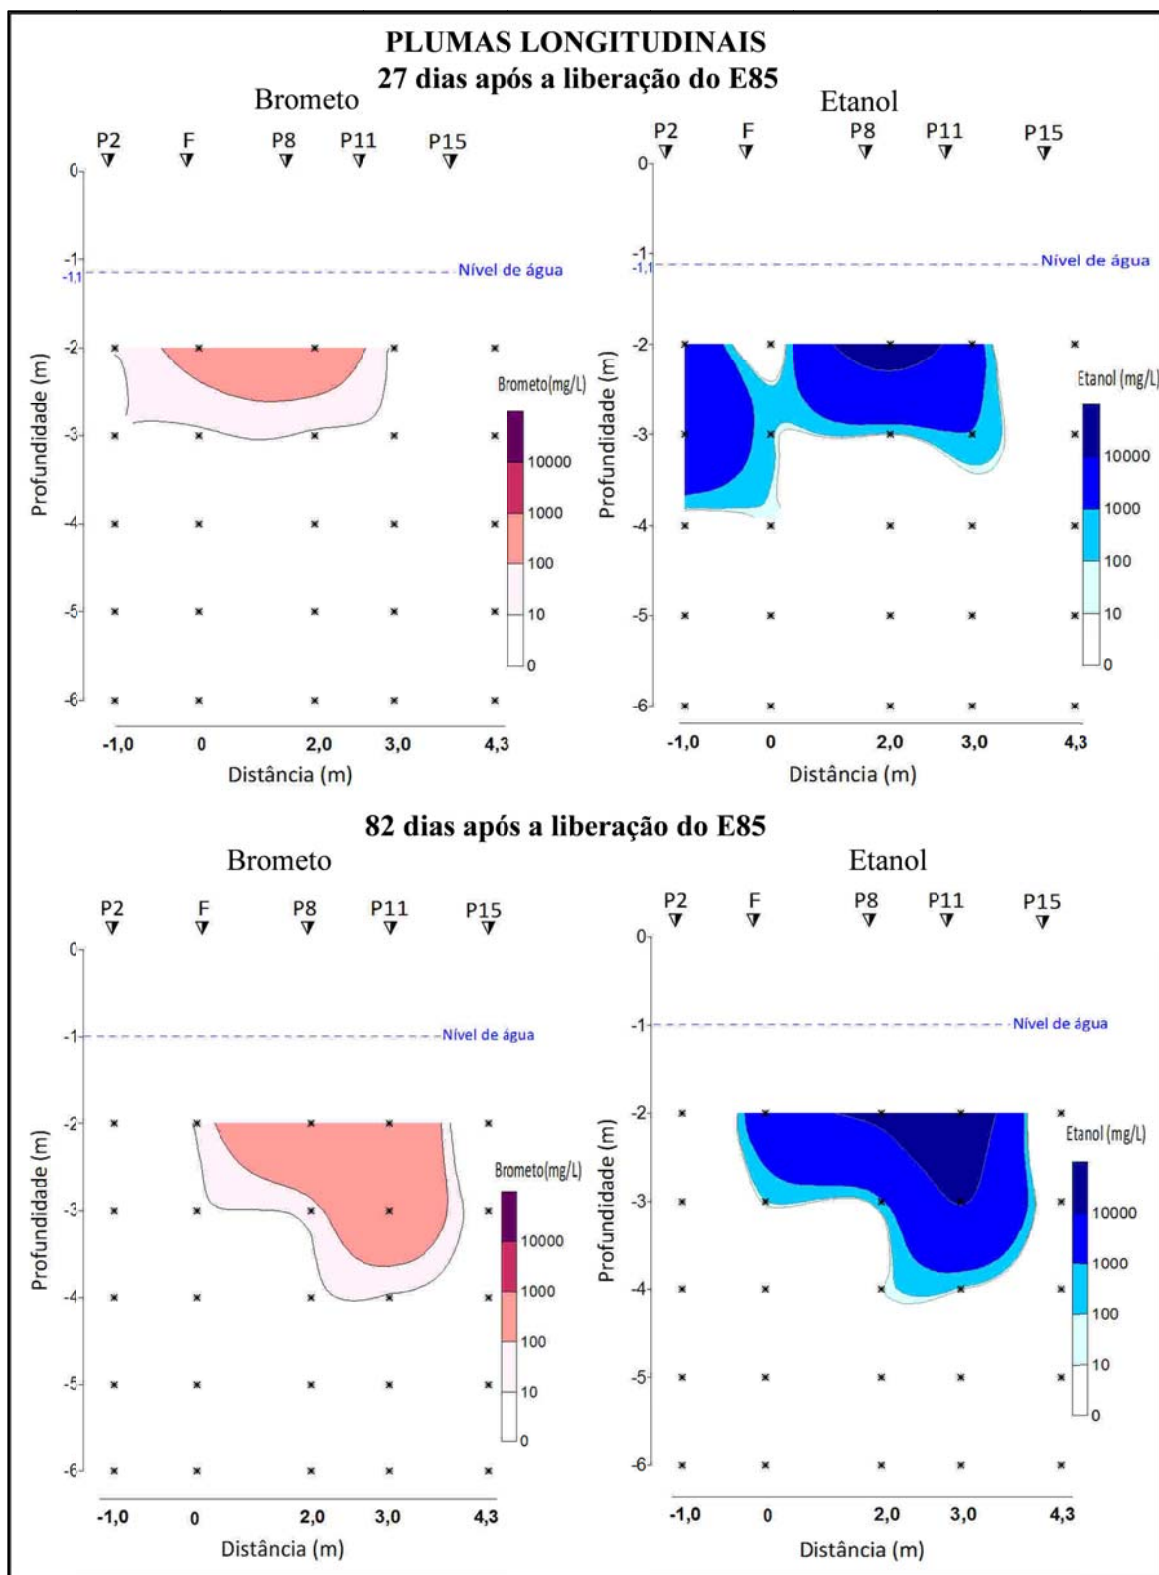 PLUMAS LONGITUDINAIS
27 dias após a liberação do E85
Brometo
P2 F P8 P11 P15
0
-1
-1,1
Nível de água
-2
-3
-4
-5
-6
Profundidade (m)
Brometo(mg/L)
10000
1000
100
10
0
-1,0 0 2,0 3,0 4,3
Distância (m)
Etanol
P2 F P8 P11 P15
0
-1
-1,1
Nível de água
-2
-3
-4
-5
-6
Profundidade (m)
Etanol (mg/L)
10000
1000
100
10
0
-1,0 0 2,0 3,0 4,3
Distância (m)
82 dias após a liberação do E85
Brometo
P2 F P8 P11 P15
0
-1
Nível de água
-2
-3
-4
-5
-6
Profundidade (m)
Brometo(mg/L)
10000
1000
100
10
0
-1,0 0 2,0 3,0 4,3
Distância (m)
Etanol
P2 F P8 P11 P15
0
-1
Nível de água
-2
-3
-4
-5
-6
Profundidade (m)
Etanol (mg/L)
10000
1000
100
10
0
-1,0 0 2,0 3,0 4,3
Distância (m)